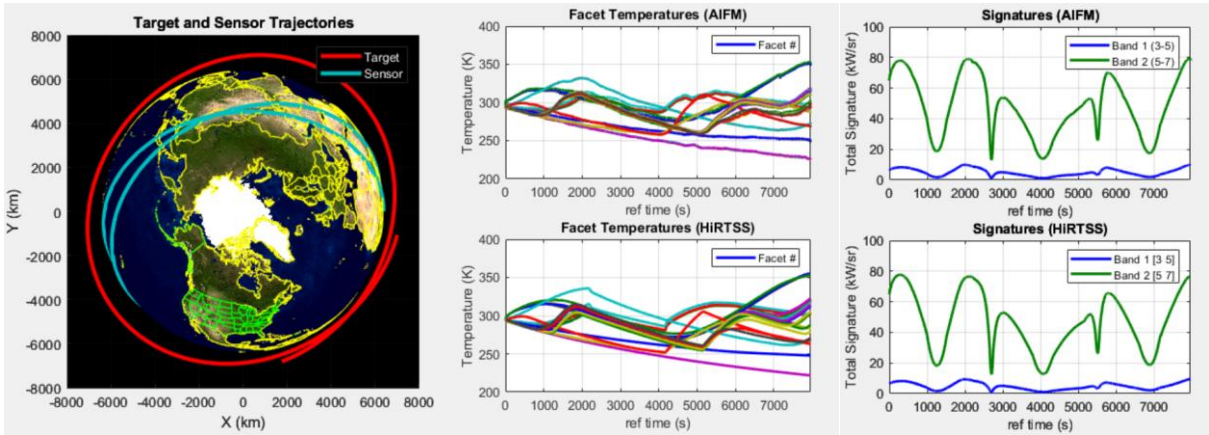 Target and Sensor Trajectories
Target
Sensor
8000
6000
4000
2000
0
-2000
-4000
-6000
-8000
Y (km)
-8000 -6000 -4000 -2000 0 2000 4000 6000 8000
X (km)
Facet Temperatures (AIFM)
Facet #
400
350
300
250
200
Temperature (K)
0 1000 2000 3000 4000 5000 6000 7000
ref time (s)
Signatures (AIFM)
Band 1 (3-5)
Band 2 (5-7)
100
80
60
40
20
0
Total Signature (kW/sr)
0 1000 2000 3000 4000 5000 6000 7000
ref time (s)
Facet Temperatures (HiRTSS)
Facet #
400
350
300
250
200
Temperature (K)
0 1000 2000 3000 4000 5000 6000 7000
ref time (s)
Signatures (HiRTSS)
Band 1 [3 5]
Band 2 [5 7]
100
80
60
40
20
0
Total Signature (kW/sr)
0 1000 2000 3000 4000 5000 6000 7000
ref time (s)